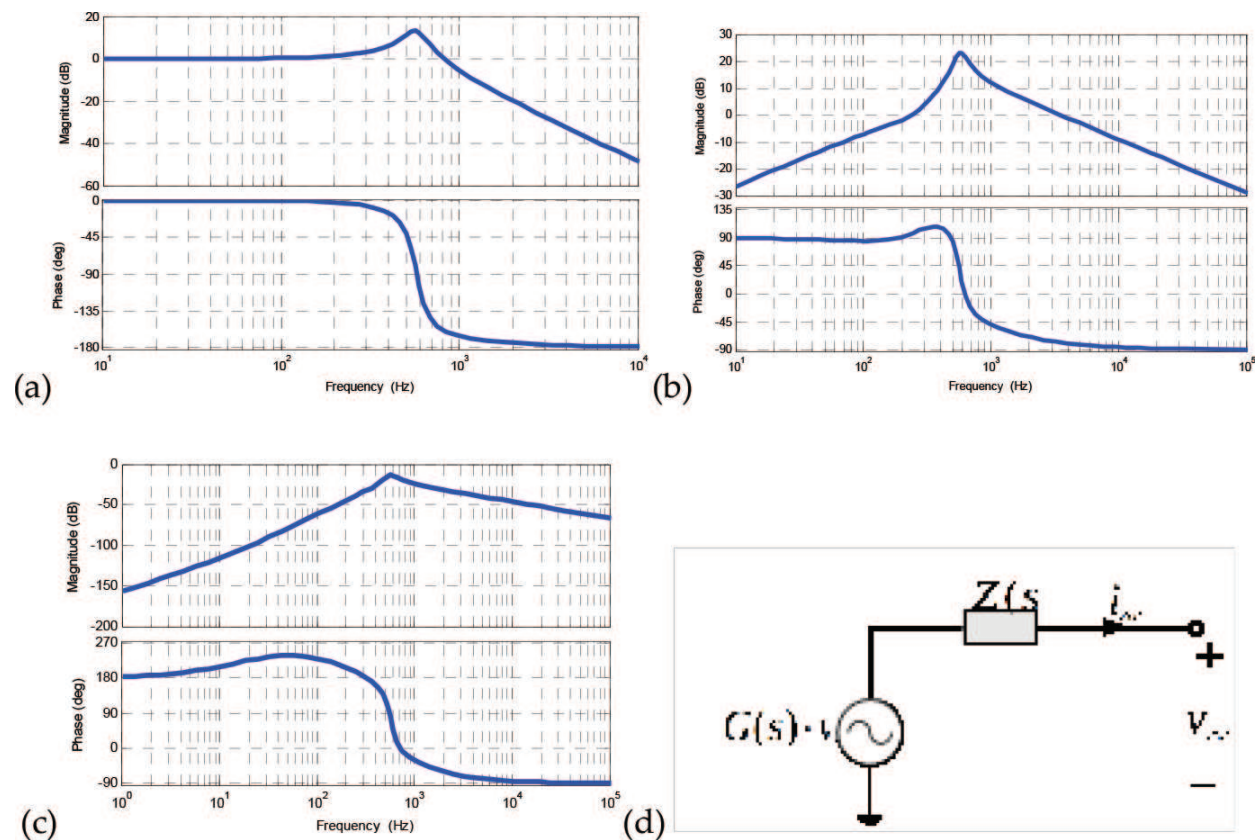 20
0
-20
-40
-60
Magnitude (dB)
0
-45
-90
-135
-180
Phase (deg)
10^1 10^2 10^3 10^4
Frequency (Hz)
(a)
30
20
10
0
-10
-20
-30
Magnitude (dB)
135
90
45
0
-45
-90
Phase (deg)
10^1 10^2 10^3 10^4 10^5
Frequency (Hz)
(b)
0
-50
-100
-150
-200
Magnitude (dB)
270
180
90
0
-90
Phase (deg)
10^0 10^1 10^2 10^3 10^4 10^5
Frequency (Hz)
(c)
Z(s
+
G(s)·
−
(d)